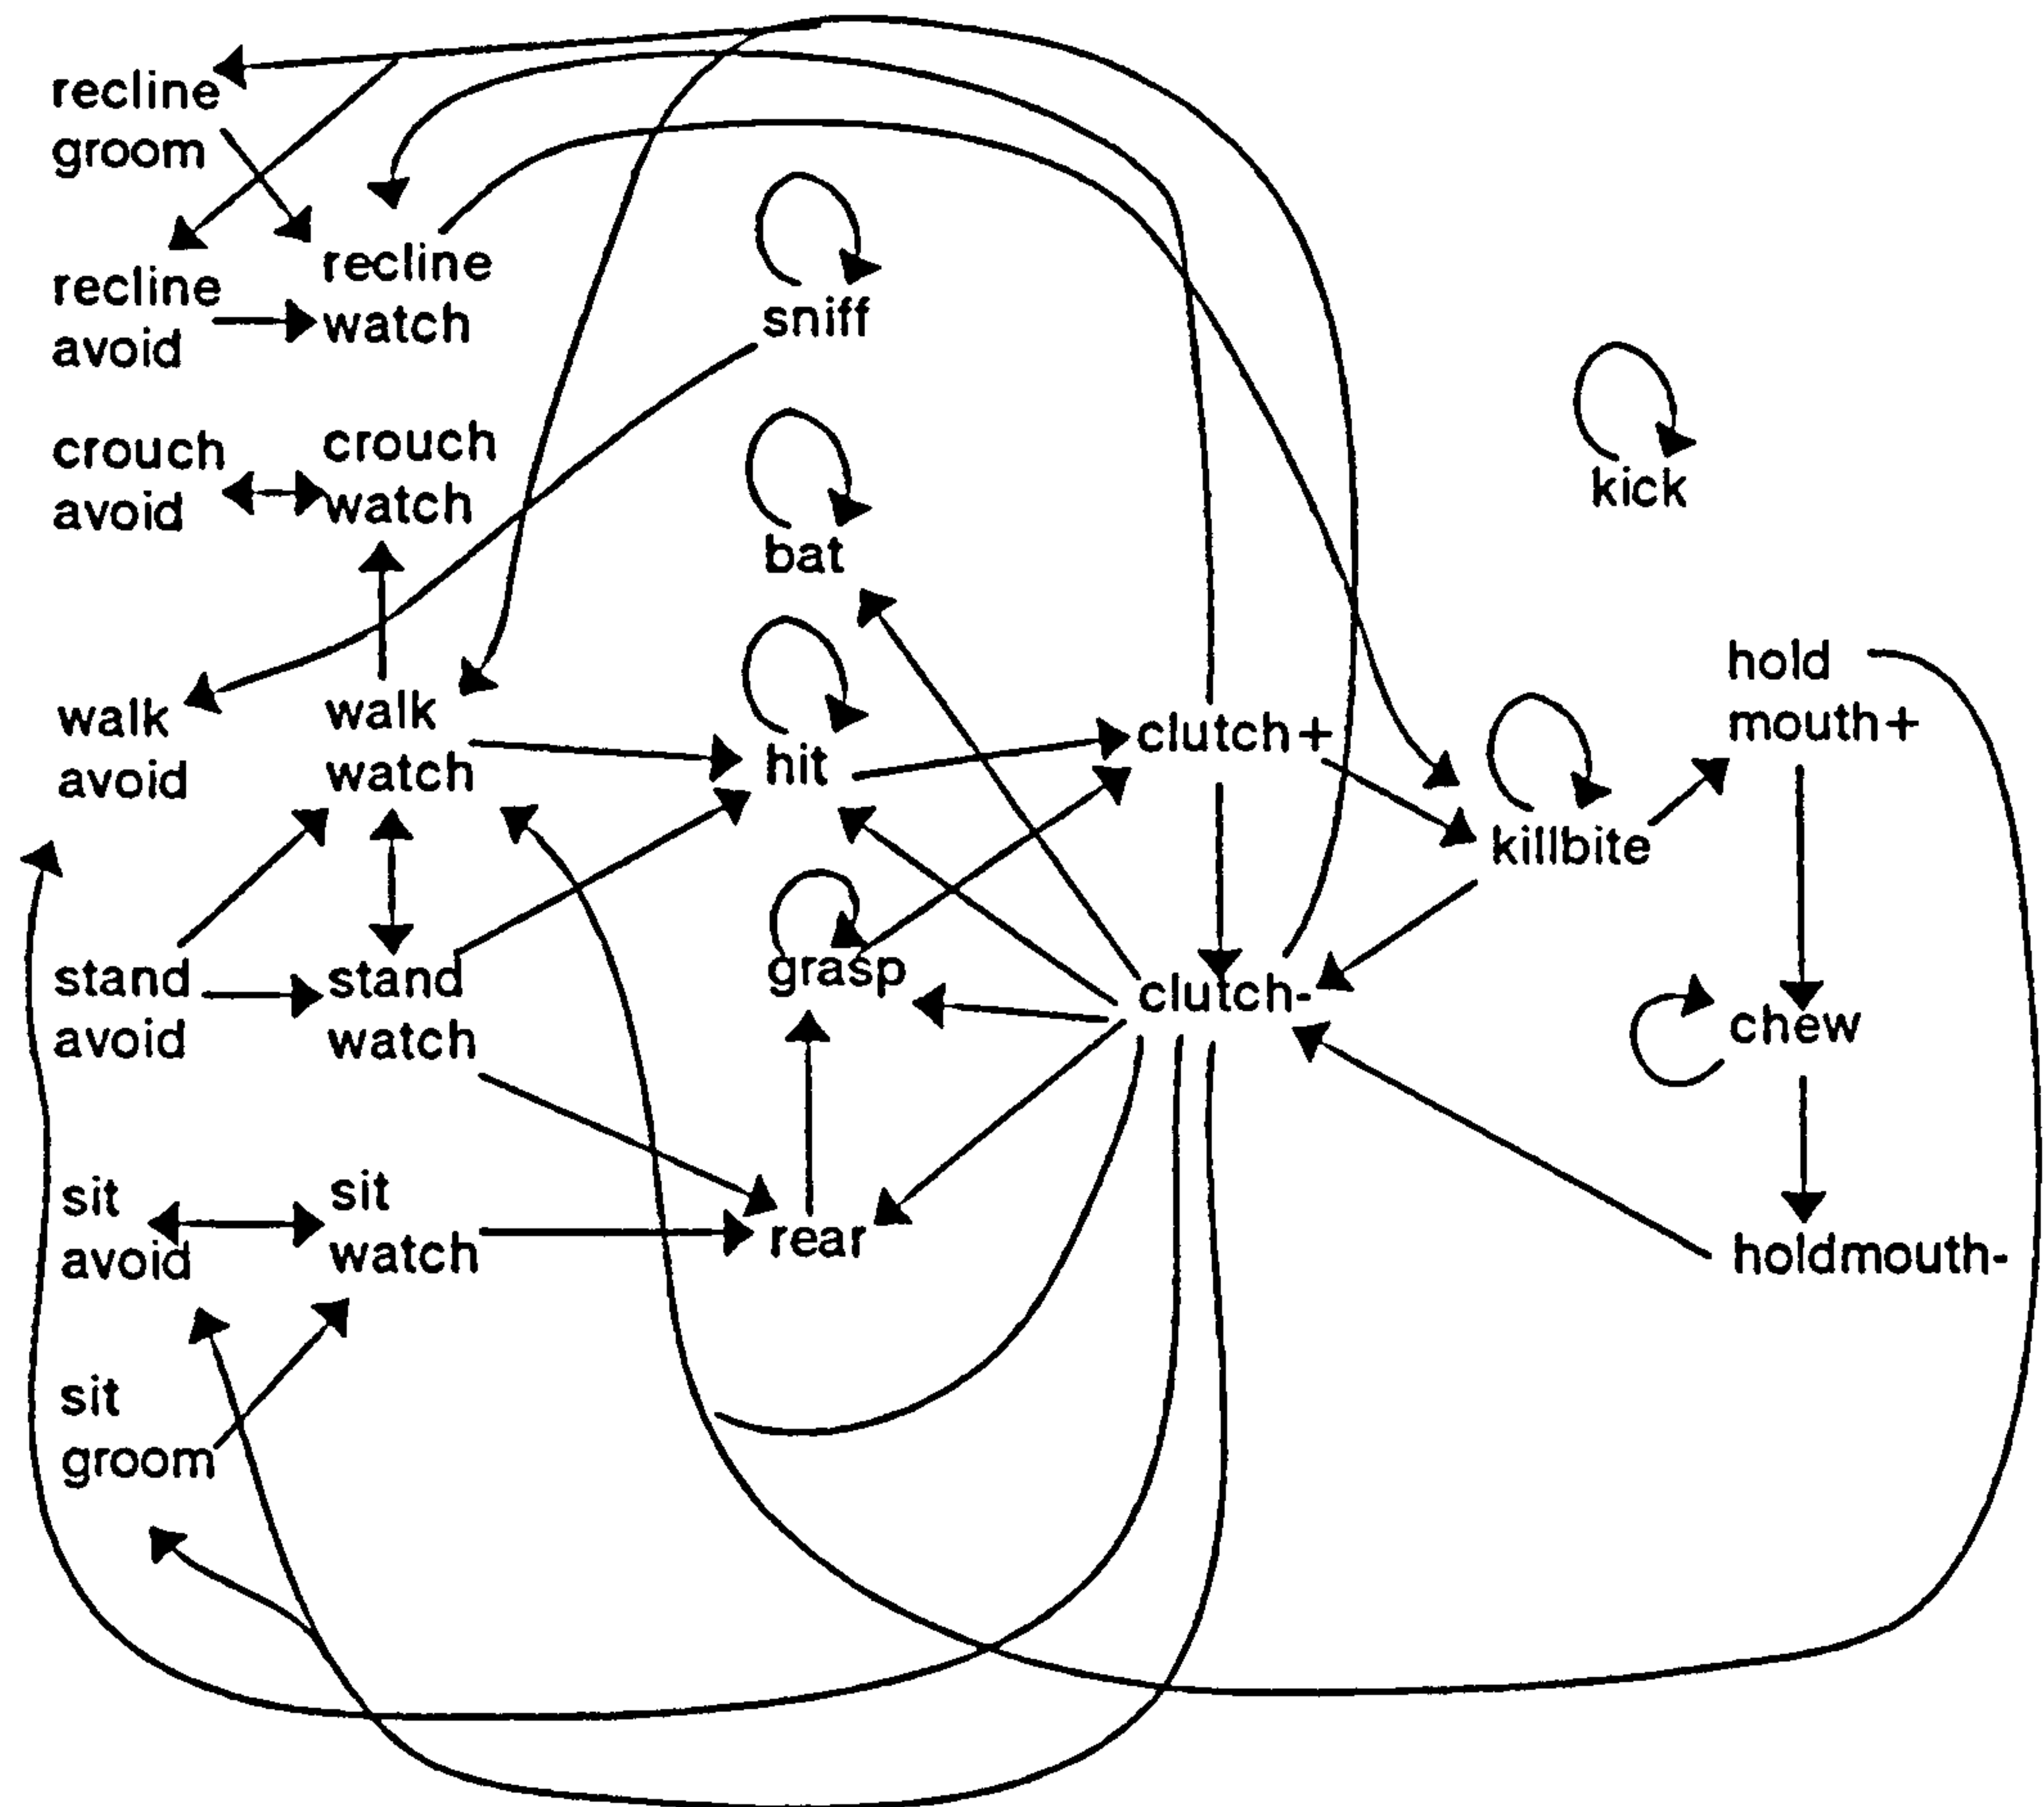 recline
groom
recline
avoid
recline
watch
sniff
crouch
avoid
crouch
watch
kick
bat
hold
mouth+
walk
avoid
walk
watch
hit
clutch+
killbite
stand
avoid
stand
watch
grasp
clutch-
chew
sit
avoid
sit
watch
rear
holdmouth-
sit
groom